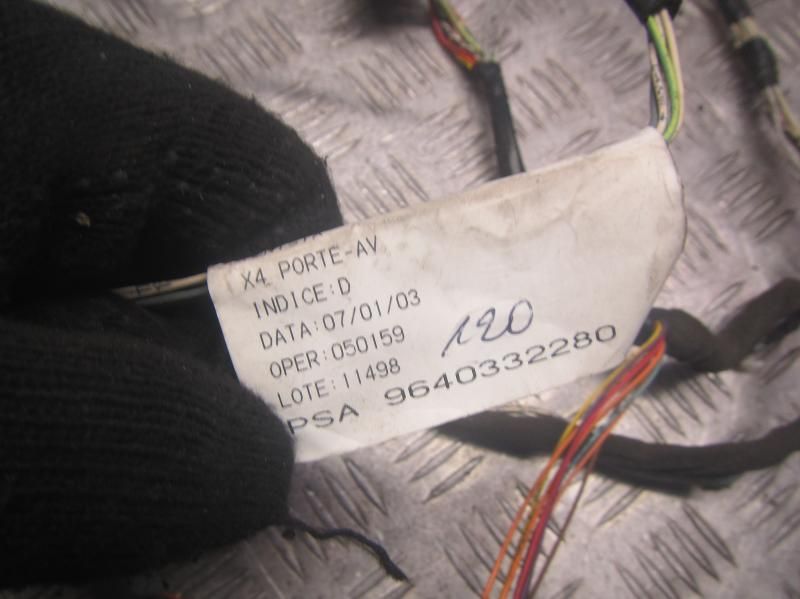 X4 PORTE-AV
INDICE:D
DATA:07/01/03
OPER:050159
LOTE:11498
120
PSA 9640332280